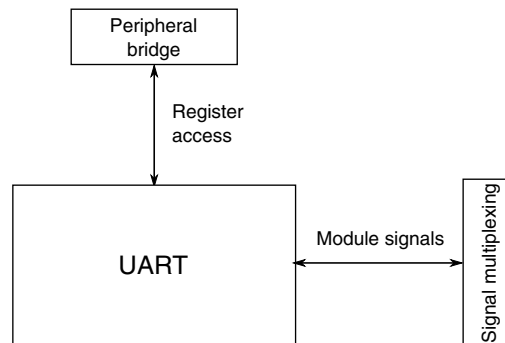 Peripheral
bridge
Register
access
UART
Module signals
Signal multiplexing